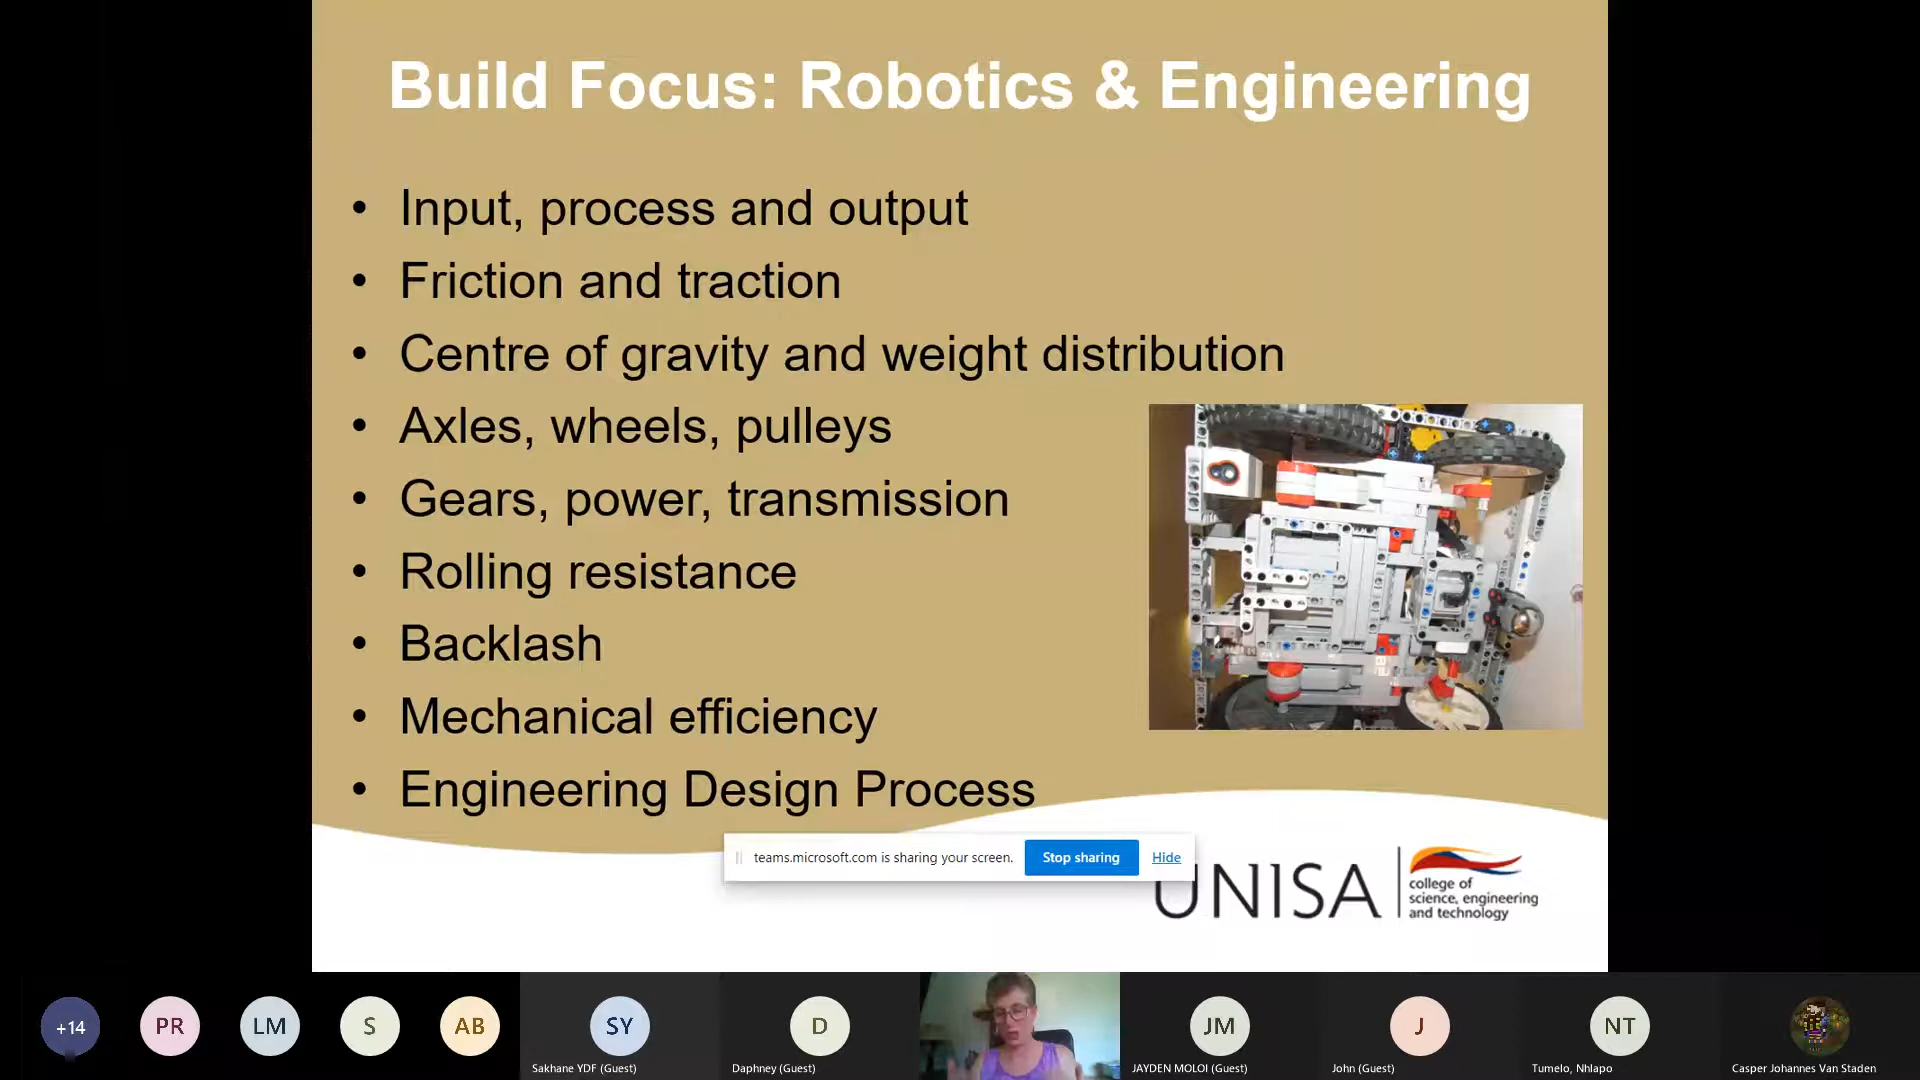 Build Focus: Robotics & Engineering
• Input, process and output
• Friction and traction
• Centre of gravity and weight distribution
• Axles, wheels, pulleys
• Gears, power, transmission
• Rolling resistance
• Backlash
• Mechanical efficiency
• Engineering Design Process
teams.microsoft.com is sharing your screen.
Stop sharing
Hide
UNISA
college of
science, engineering
and technology
+14
PR
LM
S
AB
SY
D
JM
J
NT
Sakhane YDF (Guest)
Daphney (Guest)
JAYDEN MOLOI (Guest)
John (Guest)
Tumelo, Nhlapo
Casper Johannes Van Staden